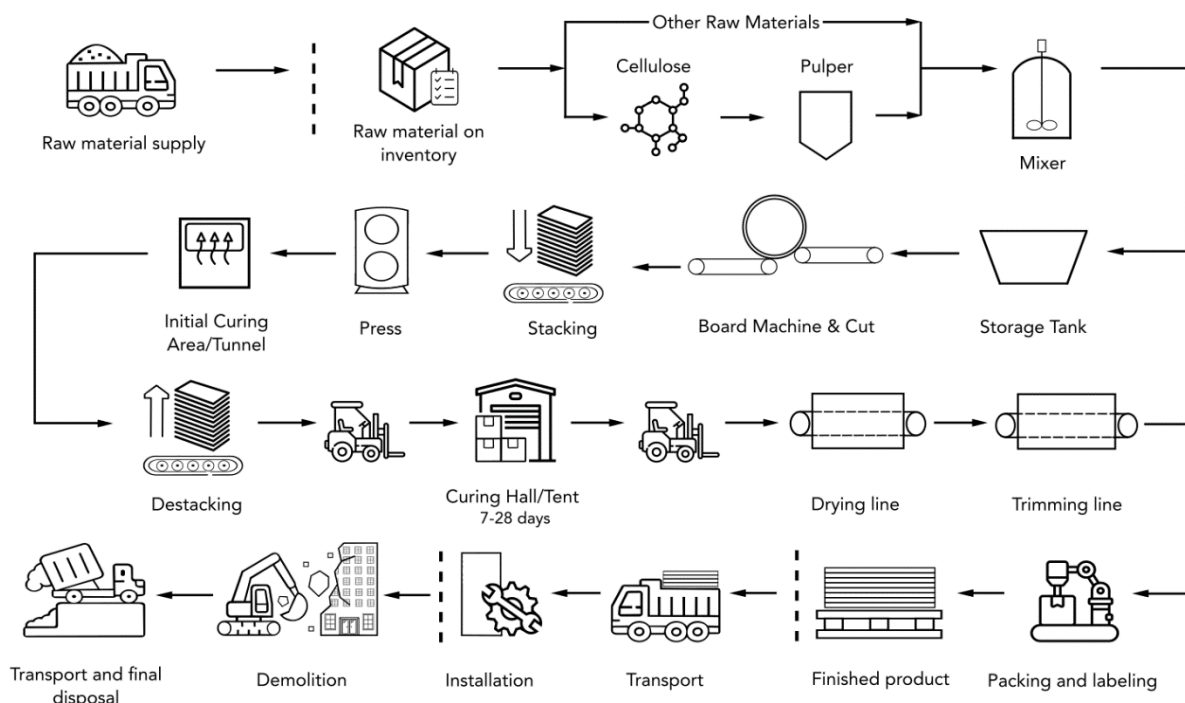 Other Raw Materials
Cellulose
Pulper
Raw material supply
Raw material on
inventory
Mixer
Initial Curing
Area/Tunnel
Press
Stacking
Board Machine & Cut
Storage Tank
Destacking
Curing Hall/Tent
7-28 days
Drying line
Trimming line
Transport and final
disposal
Demolition
Installation
Transport
Finished product
Packing and labeling